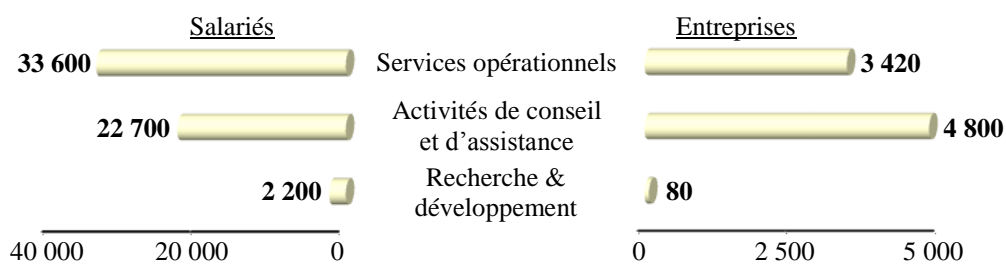 Salariés
Entreprises
33 600
Services opérationnels
3 420
22 700
Activités de conseil
et d’assistance
4 800
2 200
Recherche &
développement
80
40 000 20 000 0
0 2 500 5 000